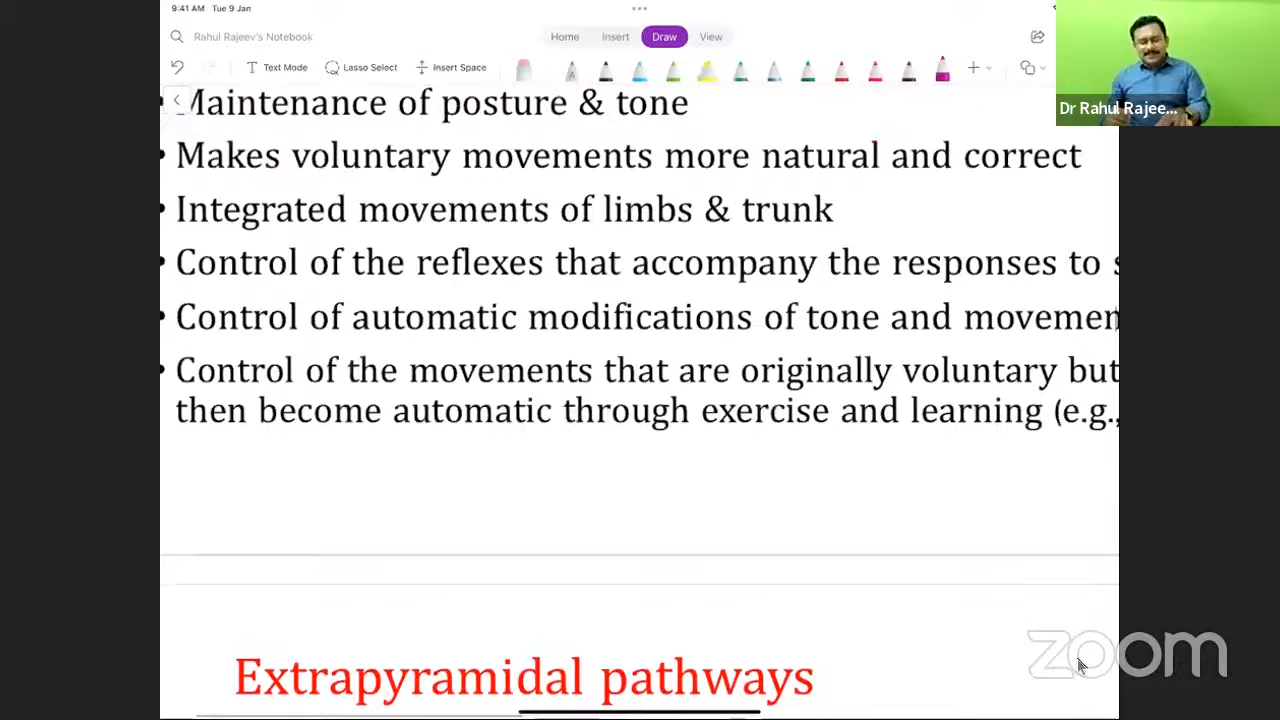 9:41 AM Tue 9 Jan
Rahul Rajeev's Notebook
Home Insert Draw View
Text Mode Lasso Select Insert Space
Dr Rahul Rajee...
• Maintenance of posture & tone
• Makes voluntary movements more natural and correct
• Integrated movements of limbs & trunk
• Control of the reflexes that accompany the responses to
• Control of automatic modifications of tone and
• Control of the movements that are originally voluntary but
then become automatic through exercise and learning (e.g.,
zoom
Extrapyramidal pathways